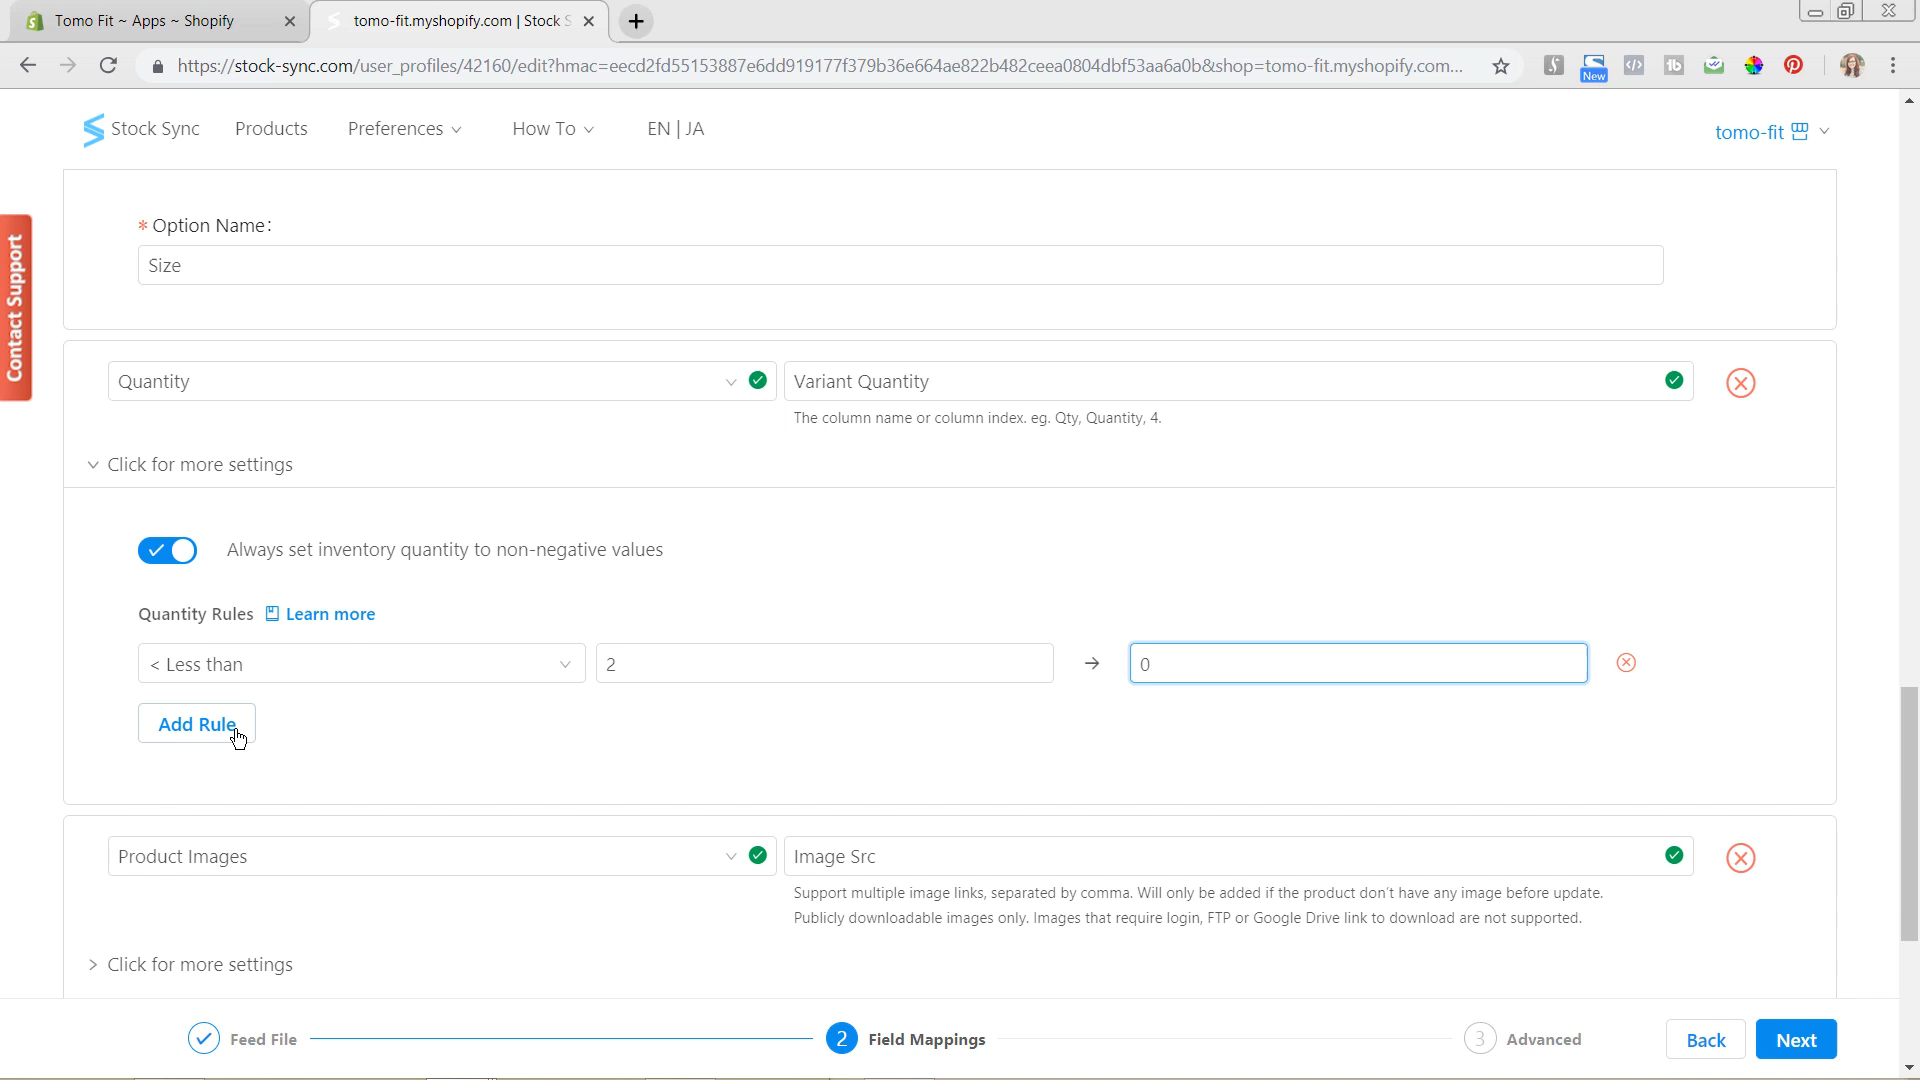 Tomo Fit ~ Apps ~ Shopify
tomo-fit.myshopify.com | Stock S
https://stock-sync.com/user_profiles/42160/edit?hmac=eecd2fd55153887e6dd919177f379b36e664ae822b482ceea0804dbf53aa6a0b&shop=tomo-fit.myshopify.com...
New
Stock Sync
Products
Preferences
How To
EN | JA
tomo-fit
Contact Support
* Option Name:
Size
Quantity
Variant Quantity
The column name or column index. eg. Qty, Quantity, 4.
Click for more settings
Always set inventory quantity to non-negative values
Quantity Rules Learn more
< Less than
2
→
0
Add Rule
Product Images
Image Src
Support multiple image links, separated by comma. Will only be added if the product don't have any image before update.
Publicly downloadable images only. Images that require login, FTP or Google Drive link to download are not supported.
Click for more settings
Feed File
2 Field Mappings
3 Advanced
Back
Next